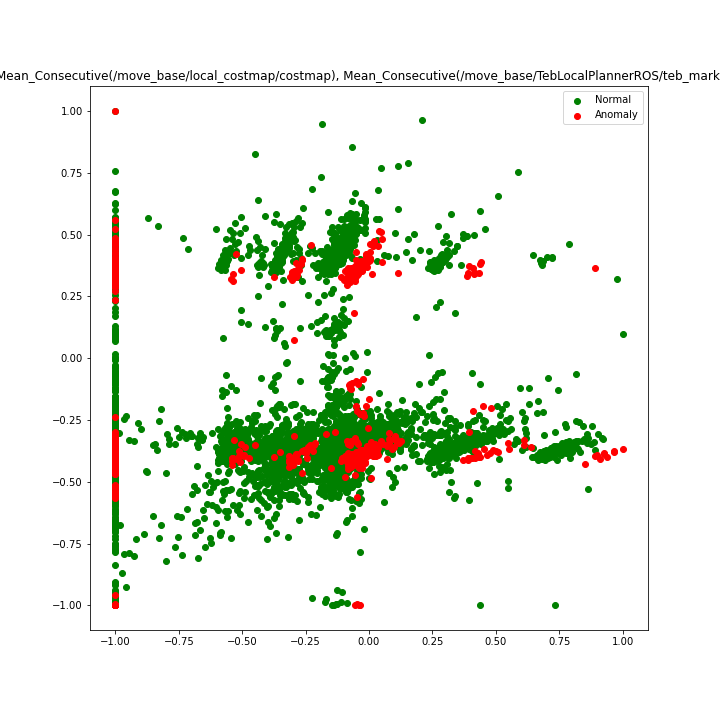 Mean_Consecutive(/move_base/local_costmap/costmap), Mean_Consecutive(/move_base/TebLocalPlannerROS/teb_mark
Normal
Anomaly
1.00
0.75
0.50
0.25
0.00
−0.25
−0.50
−0.75
−1.00
−1.00 −0.75 −0.50 −0.25 0.00 0.25 0.50 0.75 1.00